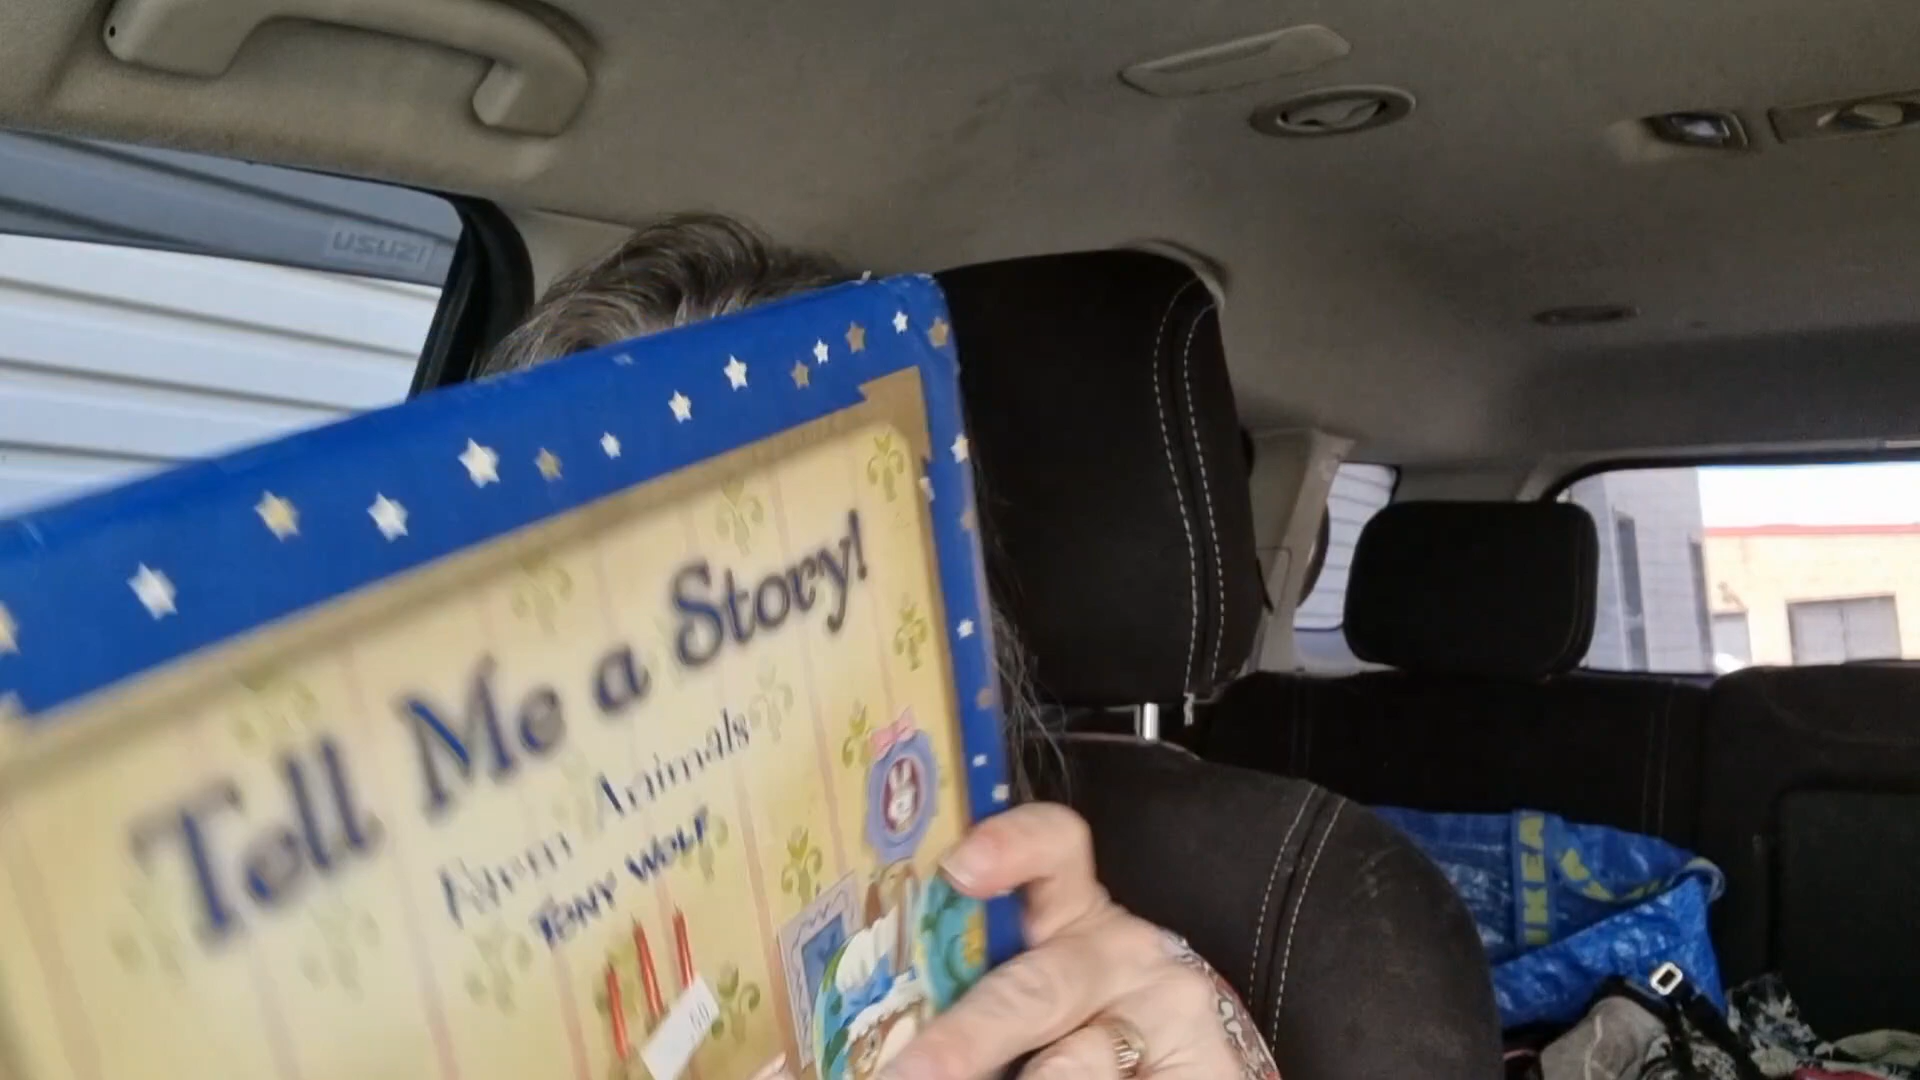 ISUZU
Tell Me a Story!
Animals
TONY WOLF
IKEA